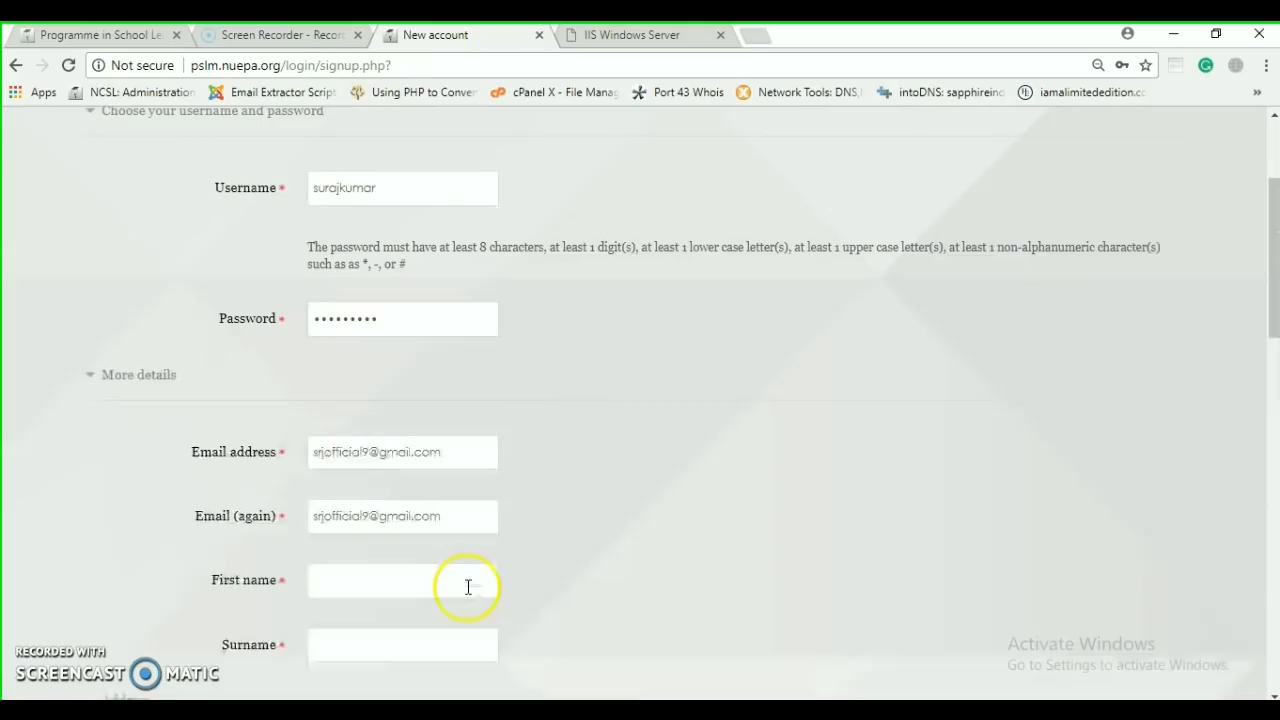 Programme in School Le
Screen Recorder - Recor
New account
IIS Windows Server
Not secure
pslm.nuepa.org/login/signup.php?
Apps
NCSL: Administration
Email Extractor Script
Using PHP to Conver
cPanel X - File Manag
Port 43 Whois
Network Tools: DNS,
intoDNS: sapphireind
iamalimitededition.cc
»
Choose your username and password
Username *
surajkumar
The password must have at least 8 characters, at least 1 digit(s), at least 1 lower case letter(s), at least 1 upper case letter(s), at least 1 non-alphanumeric character(s)
such as as *, -, or #
Password *
•••••••••
More details
Email address *
srjofficial9@gmail.com
Email (again) *
srjofficial9@gmail.com
First name *
Surname *
Activate Windows
Go to Settings to activate Windows.
RECORDED WITH
SCREENCAST MATIC